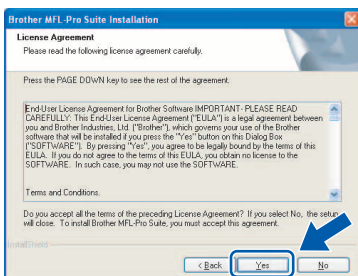 Brother MFL-Pro Suite Installation
License Agreement
Please read the following license agreement carefully.
Press the PAGE DOWN key to see the rest of the agreement.
End-User License Agreement for Brother Software IMPORTANT- PLEASE READ
CAREFULLY: This End-User License Agreement ("EULA") is a legal agreement between
you and Brother Industries, Ltd. ("Brother"), which governs your use of the Brother
software that will be installed if you press the "Yes" button on this Dialog Box
("SOFTWARE"). By pressing "Yes", you agree to be legally bound by the terms of this
EULA. If you do not agree to the terms of this EULA, you obtain no license to the
SOFTWARE. In such case, you may not use the SOFTWARE.
Terms and Conditions.
Do you accept all the terms of the preceding License Agreement? If you select No, the setup
will close. To install Brother MFL-Pro Suite, you must accept this agreement.
InstallShield
< Back Yes No